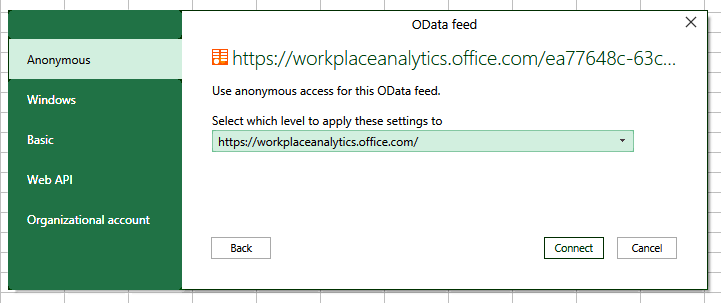 OData feed
Anonymous
Windows
Basic
Web API
Organizational account
https://workplaceanalytics.office.com/ea77648c-63c...
Use anonymous access for this OData feed.
Select which level to apply these settings to
https://workplaceanalytics.office.com/
Back
Connect
Cancel